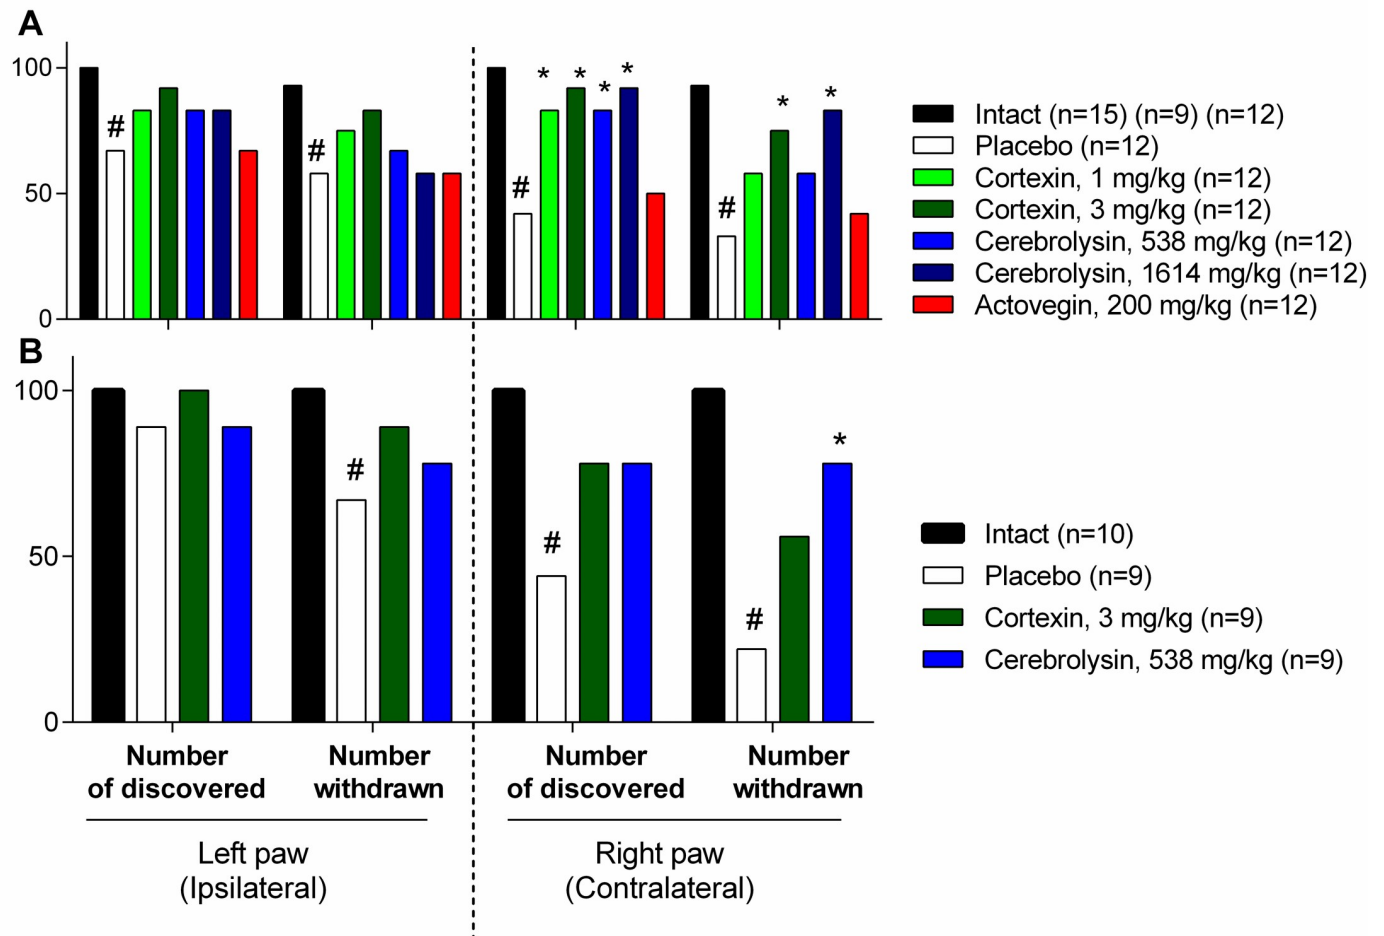 A
100
50
0
#
#
#
*
*
*
*
#
*
*
Intact (n=15) (n=9) (n=12)
Placebo (n=12)
Cortexin, 1 mg/kg (n=12)
Cortexin, 3 mg/kg (n=12)
Cerebrolysin, 538 mg/kg (n=12)
Cerebrolysin, 1614 mg/kg (n=12)
Actovegin, 200 mg/kg (n=12)
B
100
50
0
#
#
#
*
Intact (n=10)
Placebo (n=9)
Cortexin, 3 mg/kg (n=9)
Cerebrolysin, 538 mg/kg (n=9)
Number
of discovered
Number
withdrawn
Number
of discovered
Number
withdrawn
Left paw
(Ipsilateral)
Right paw
(Contralateral)